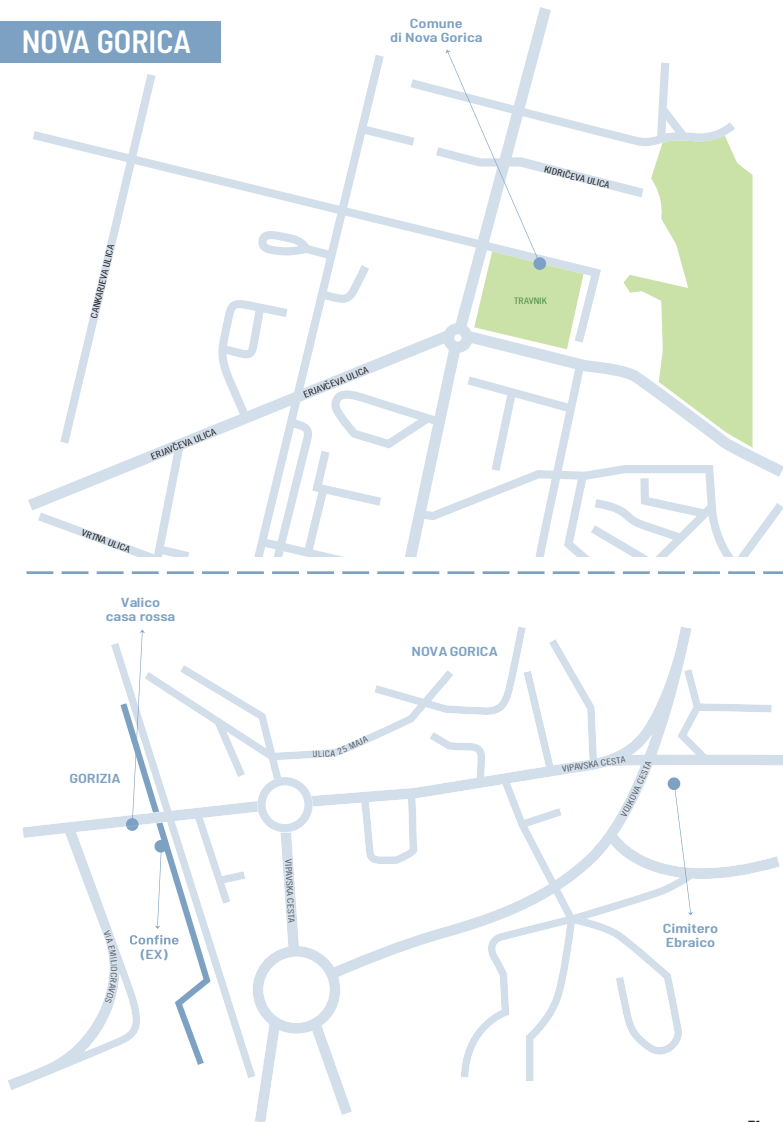 NOVA GORICA
Comune
di Nova Gorica
KIDRIČEVA ULICA
CANKARJEVA ULICA
TRAVNIK
ERJAVČEVA ULICA
ERJAVČEVA ULICA
VRTNA ULICA
Valico
casa rossa
NOVA GORICA
ULICA 25 MAJA
GORIZIA
VIPAVSKA CESTA
VOJKOVA CESTA
VIPAVSKA CESTA
Confine
(EX)
VIA EMILIO CRAVOS
Cimitero
Ebraico